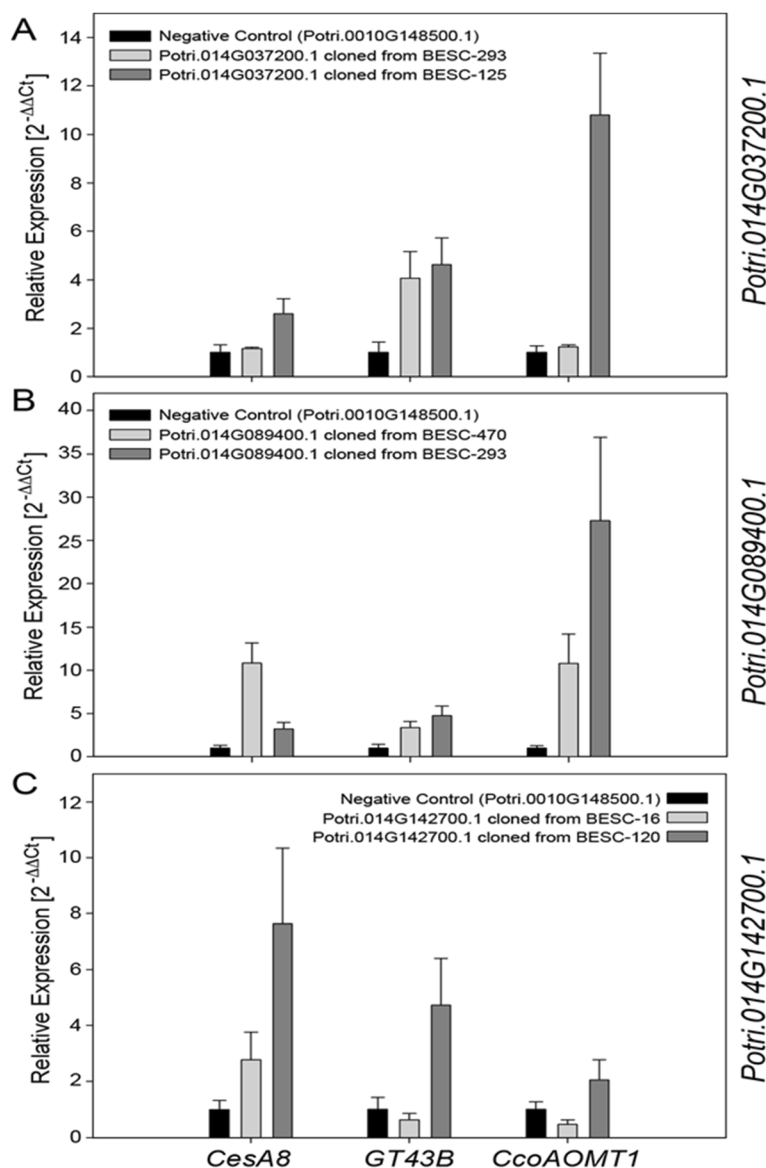 A
Relative Expression [2-ΔΔCt]
14
12
10
8
6
4
2
0
Negative Control (Potri.0010G148500.1)
Potri.014G037200.1 cloned from BESC-293
Potri.014G037200.1 cloned from BESC-125
Potri.014G037200.1
B
Relative Expression [2-ΔΔCt]
40
35
30
25
20
15
10
5
0
Negative Control (Potri.0010G148500.1)
Potri.014G089400.1 cloned from BESC-470
Potri.014G089400.1 cloned from BESC-293
Potri.014G089400.1
C
Relative Expression [2-ΔΔCt]
12
10
8
6
4
2
0
Negative Control (Potri.0010G148500.1)
Potri.014G142700.1 cloned from BESC-16
Potri.014G142700.1 cloned from BESC-120
Potri.014G142700.1
CesA8 GT43B CcoAOMT1